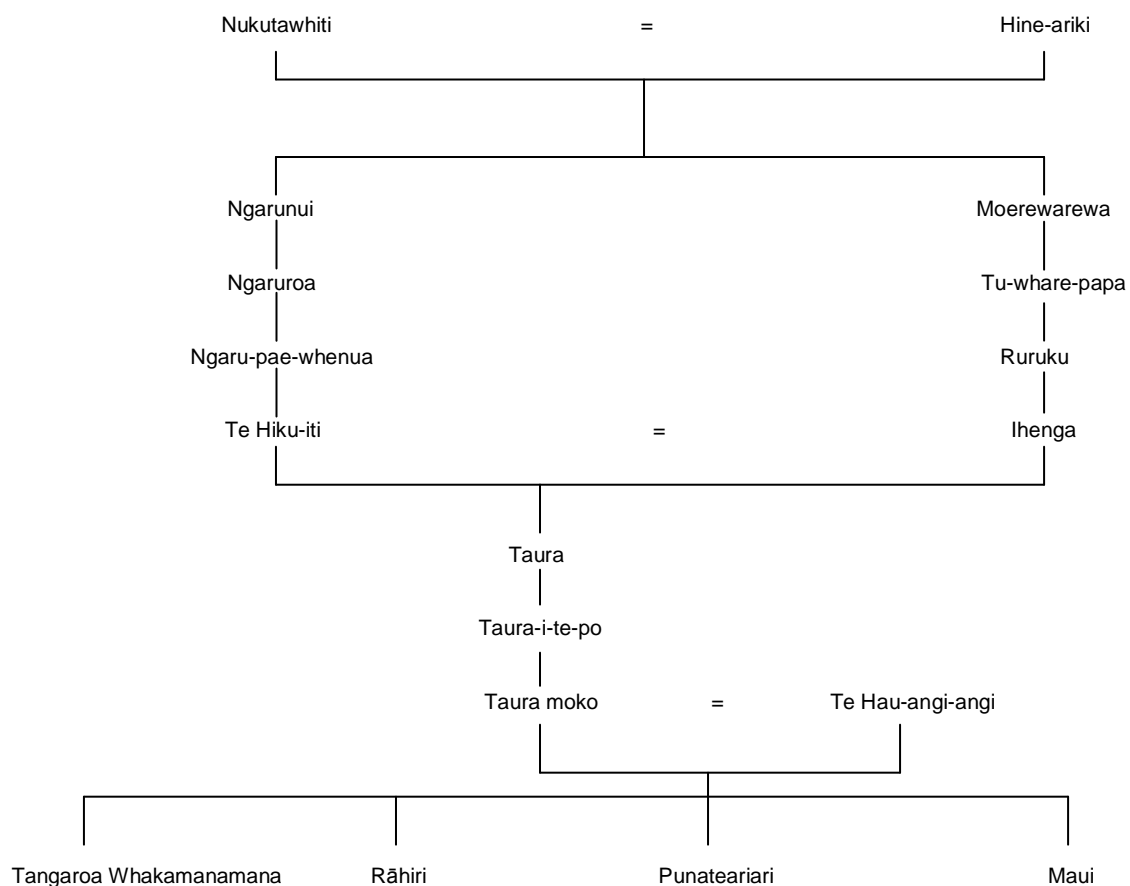 Nukutawhiti = Hine-ariki
Ngarunui Moerewarewa
Ngaruroa Tu-whare-papa
Ngaru-pae-whenua Ruruku
Te Hiku-iti = Ihenga
Taura
Taura-i-te-po
Taura moko = Te Hau-angi-angi
Tangaroa Whakamanamana Rāhiri Punateariari Maui